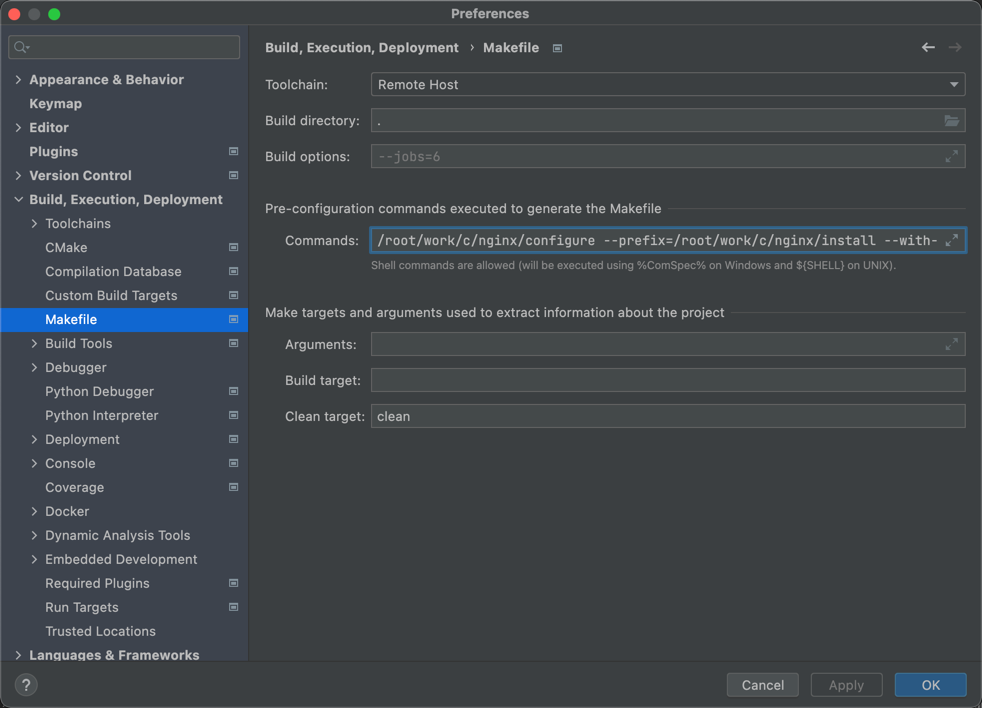 Preferences
Appearance & Behavior
Keymap
Editor
Plugins
Version Control
Build, Execution, Deployment
Toolchains
CMake
Compilation Database
Custom Build Targets
Makefile
Build Tools
Debugger
Python Debugger
Python Interpreter
Deployment
Console
Coverage
Docker
Dynamic Analysis Tools
Embedded Development
Required Plugins
Run Targets
Trusted Locations
Languages & Frameworks
Build, Execution, Deployment › Makefile
Toolchain: Remote Host
Build directory: .
Build options: --jobs=6
Pre-configuration commands executed to generate the Makefile
Commands: /root/work/c/nginx/configure --prefix=/root/work/c/nginx/install --with-
Shell commands are allowed (will be executed using %ComSpec% on Windows and ${SHELL} on UNIX).
Make targets and arguments used to extract information about the project
Arguments:
Build target:
Clean target: clean
? Cancel Apply OK